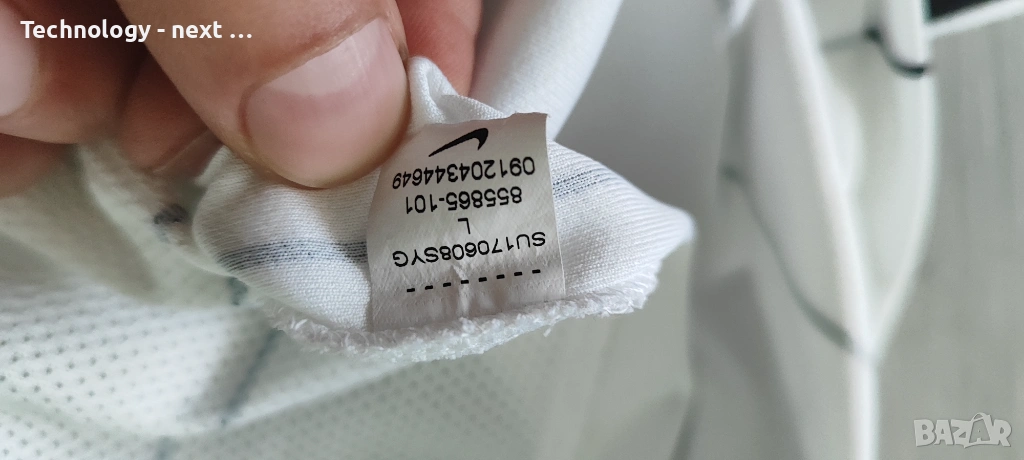 Technology - next ...
SU170608SYG
L
855865-101
091204344649
BAZAR